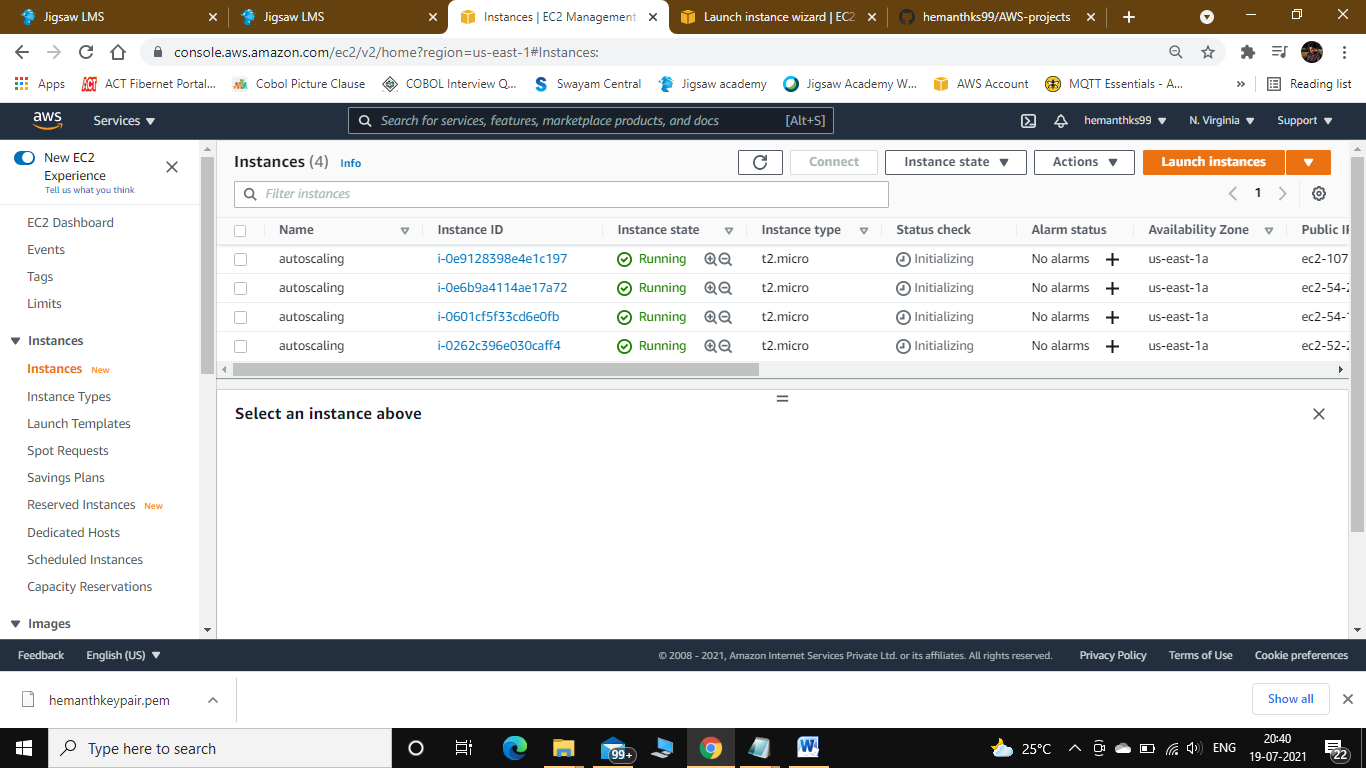 Jigsaw LMS
Jigsaw LMS
Instances | EC2 Management
Launch instance wizard | EC2
hemanthks99/AWS-projects
console.aws.amazon.com/ec2/v2/home?region=us-east-1#Instances:
Apps
ACT Fibernet Portal...
Cobol Picture Clause
COBOL Interview Q...
Swayam Central
Jigsaw academy
Jigsaw Academy W...
AWS Account
MQTT Essentials - A...
»
Reading list
aws
Services
Search for services, features, marketplace products, and docs
[Alt+S]
hemanthks99
N. Virginia
Support
New EC2
Experience
Tell us what you think
EC2 Dashboard
Events
Tags
Limits
Instances
Instances New
Instance Types
Launch Templates
Spot Requests
Savings Plans
Reserved Instances New
Dedicated Hosts
Scheduled Instances
Capacity Reservations
Images
Instances (4) Info
Connect
Instance state
Actions
Launch instances
Filter instances
1
Name Instance ID Instance state Instance type Status check Alarm status Availability Zone Public IP
autoscaling i-0e9128398e4e1c197 Running t2.micro Initializing No alarms + us-east-1a ec2-107
autoscaling i-0e6b9a4114ae17a72 Running t2.micro Initializing No alarms + us-east-1a ec2-54-2
autoscaling i-0601cf5f33cd6e0fb Running t2.micro Initializing No alarms + us-east-1a ec2-54-1
autoscaling i-0262c396e030caff4 Running t2.micro Initializing No alarms + us-east-1a ec2-52-2
Select an instance above
Feedback
English (US)
© 2008 - 2021, Amazon Internet Services Private Ltd. or its affiliates. All rights reserved.
Privacy Policy
Terms of Use
Cookie preferences
hemanthkeypair.pem
Show all
Type here to search
99+
25°C
ENG
20:40
19-07-2021
22